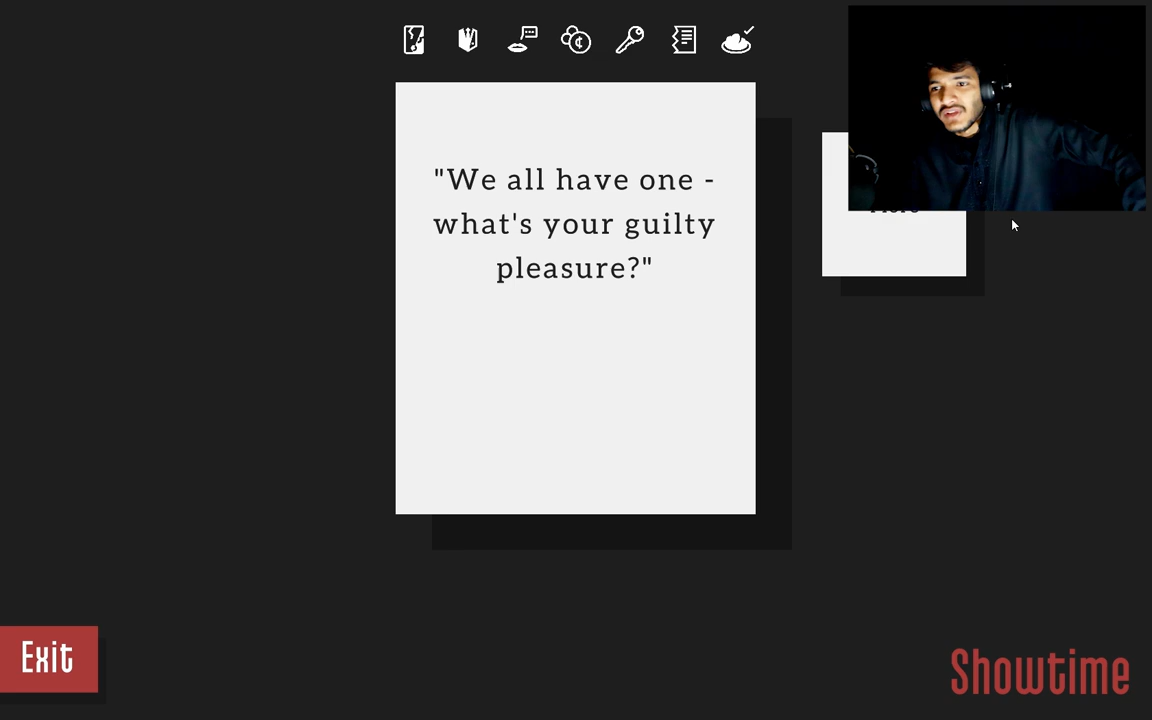 "We all have one -
what's your guilty
pleasure?"
Exit
Showtime